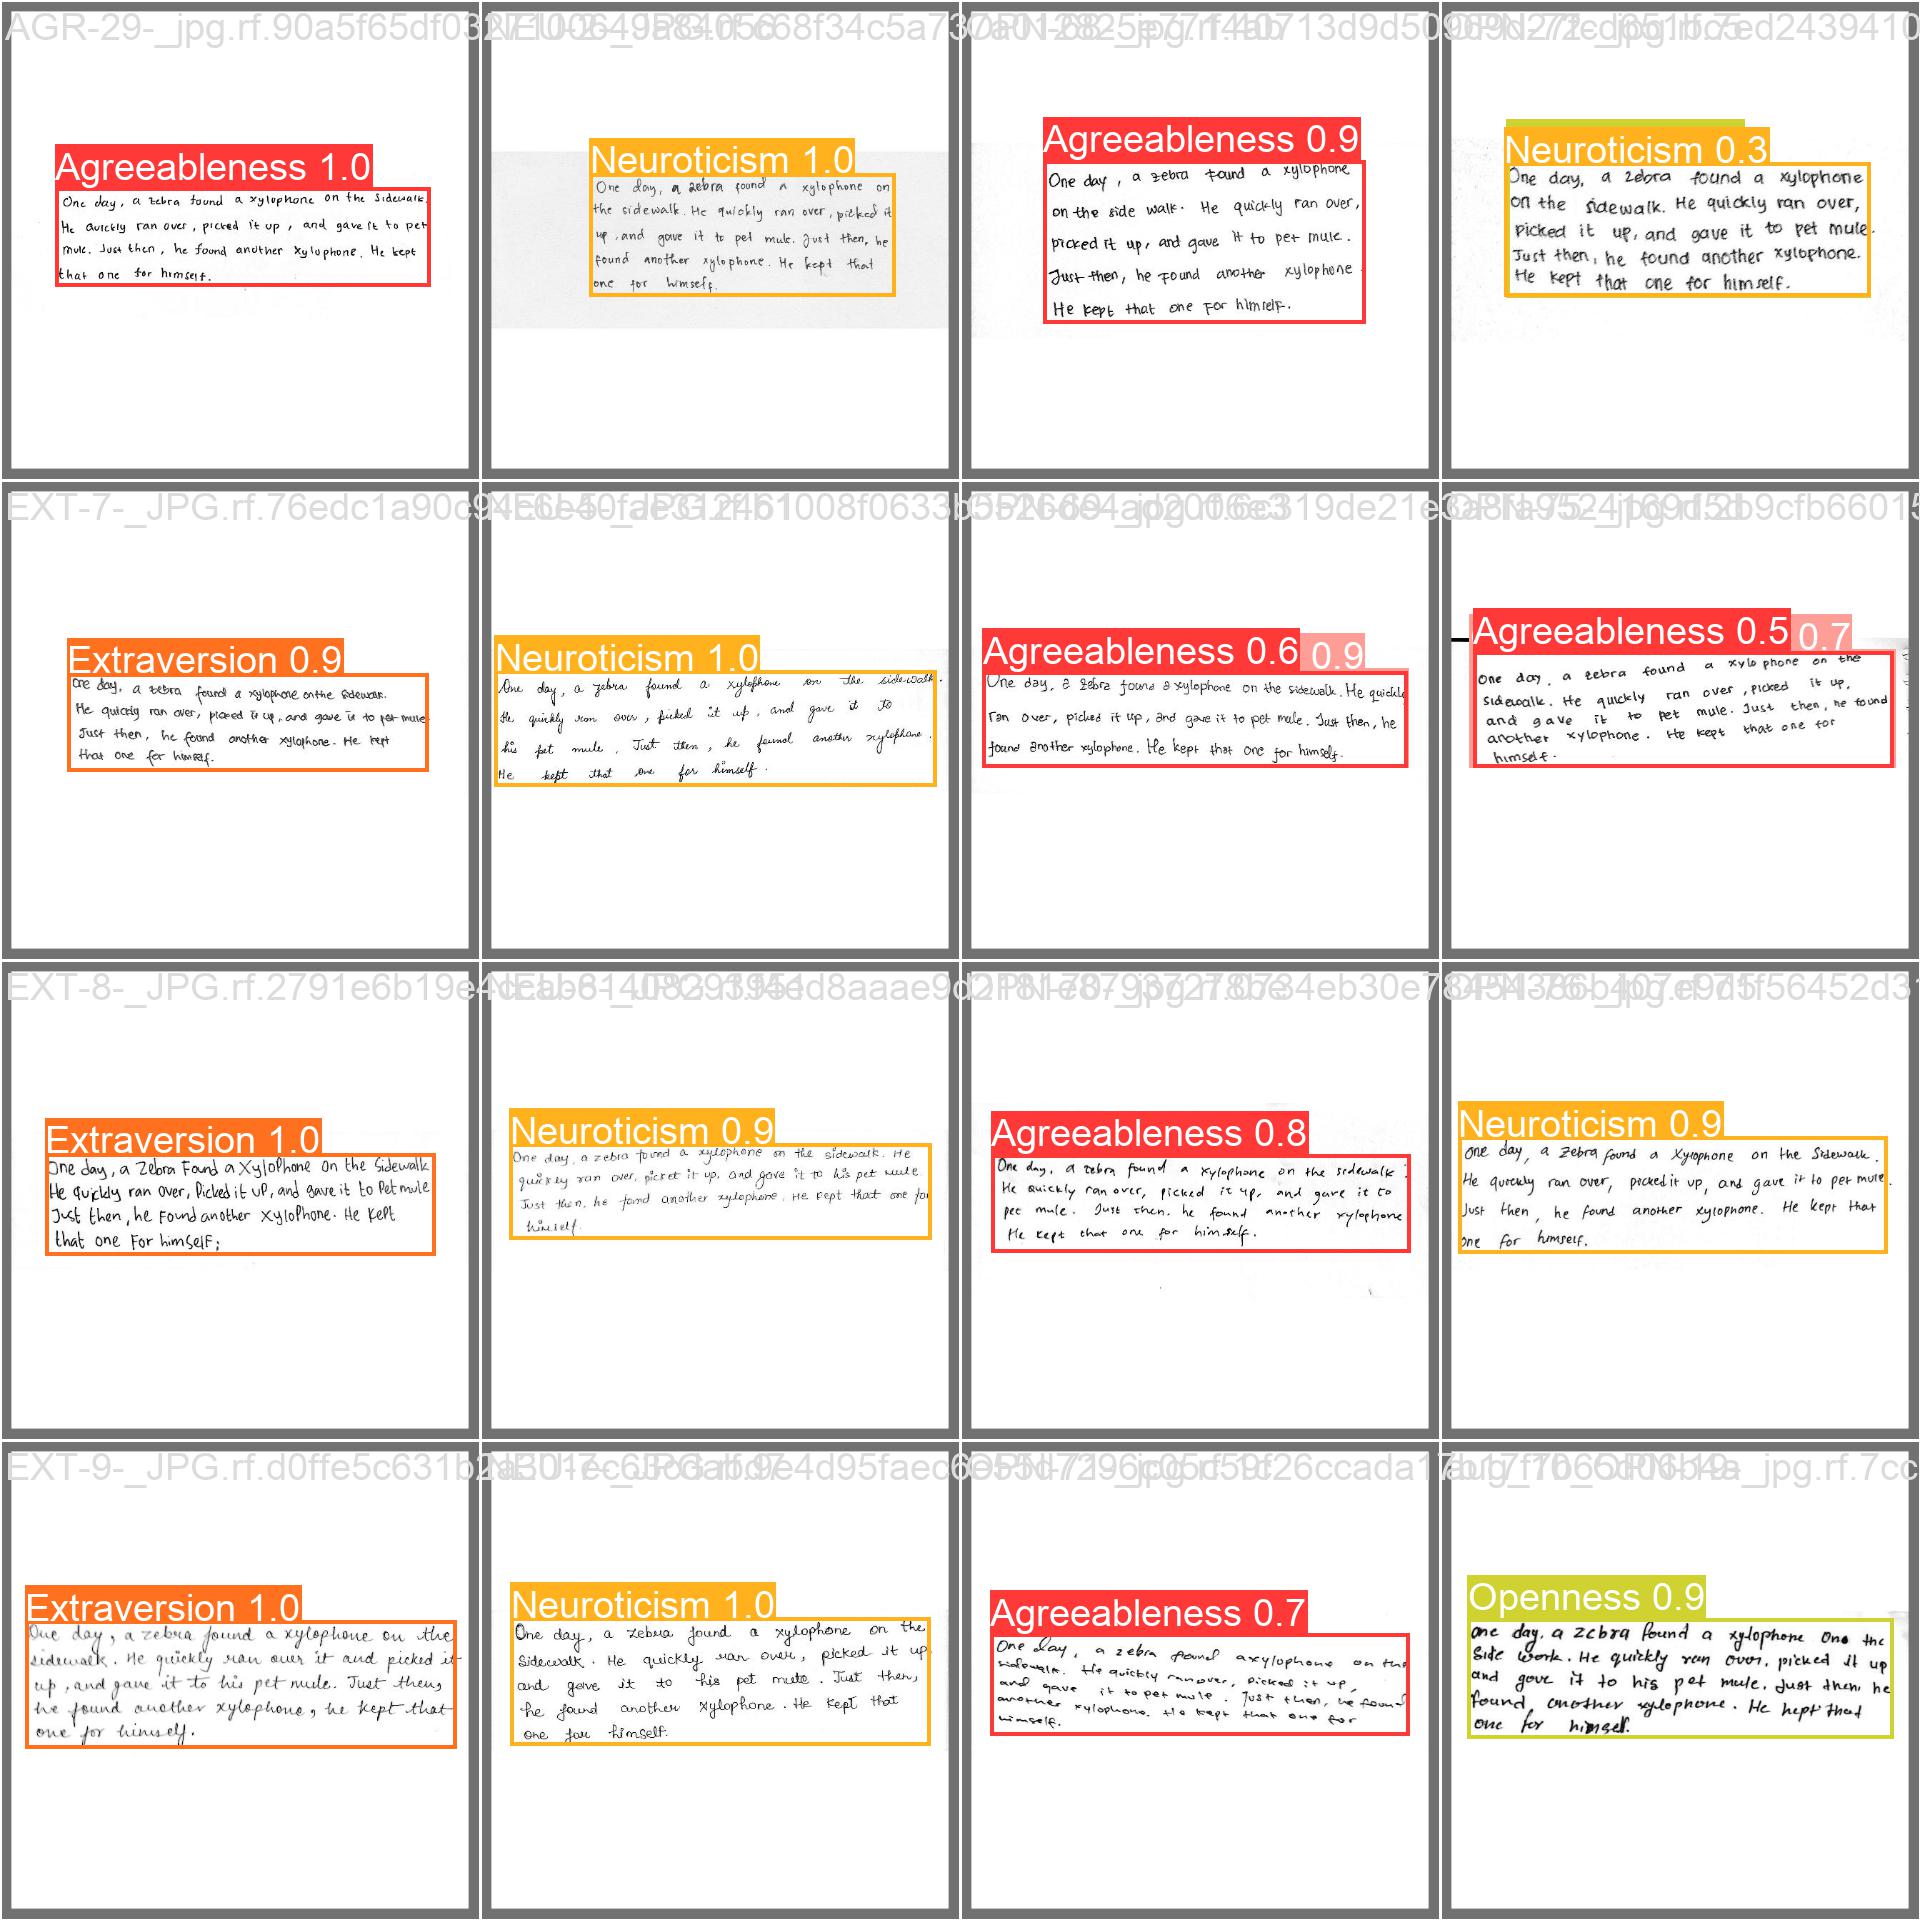 AGR-29-_jpg.rf.90a5f65df03
Agreeableness 1.0
One day, a zebra found a xylophone on the Sidewalk.
He quickly ran over, picked it up, and gave it to pet
mule. Just then, he found another xylophone. He kept
that one for himself.
Neuroticism 1.0
One day, a zebra found a xylophone on
the sidewalk. He quickly ran over, picked it
up, and gave it to pet mule. Just then, he
found another xylophone. He kept that
one for himself.
Agreeableness 0.9
One day, a zebra found a xylophone
on the side walk. He quickly ran over,
picked it up, and gave it to pet mule.
Just then, he found another xylophone
He kept that one For himself.
Neuroticism 0.3
One day, a zebra found a xylophone
on the sidewalk. He quickly ran over,
picked it up, and gave it to pet mule.
Just then, he found another xylophone.
He kept that one for himself.
EXT-7-_JPG.rf.76edc1a90c
Extraversion 0.9
One day, a zebra found a xylophone on the sidewalk.
He quickly ran over, picked it up, and gave it to pet mule
Just then, he found another xylophone. He kept
that one for himself.
Neuroticism 1.0
One day, a zebra found a xylophone on the sidewalk.
He quickly ran over, picked it up, and gave it to
his pet mule. Just then, he found another xylophone.
He kept that one for himself.
Agreeableness 0.6 0.9
One day, a zebra found a xylophone on the sidewalk. He quickly
ran over, picked it up, and gave it to pet mule. Just then, he
found another xylophone. He kept that one for himself.
Agreeableness 0.5 0.7
One day, a zebra found a xylophone on the
sidewalk. He quickly ran over, picked it up,
and gave it to pet mule. Just then, he found
another xylophone. He kept that one for
himself.
EXT-8-_JPG.rf.2791e6b19e4
Extraversion 1.0
One day, a Zebra Found a XyloPhone on the Sidewalk
He quickly ran over, Picked it up, and gave it to Pet mule
Just then, he Found another XyloPhone. He kept
that one For himself;
Neuroticism 0.9
One day, a zebra found a xylophone on the sidewalk. He
quickly ran over, picket it up, and gave it to his pet mule
Just then, he found another xylophone. He kept that one for
himself.
Agreeableness 0.8
One day, a zebra found a xylophone on the sidewalk.
He quickly ran over, picked it up, and gave it to
pet mule. Just then, he found another xylophone
He kept that one for himself.
Neuroticism 0.9
One day, a zebra found a Xylophone on the Sidewalk.
He quickly ran over, picked it up, and gave it to pet mule.
Just then, he found another xylophone. He kept that
one for himself.
EXT-9-_JPG.rf.d0ffe5c631b2
Extraversion 1.0
One day, a zebra found a xylophone on the
sidewalk. He quickly ran over it and picked it
up, and gave it to his pet mule. Just then,
he found another xylophone, he kept that
one for himself.
Neuroticism 1.0
One day, a zebra found a xylophone on the
Sidewalk. He quickly ran over, picked it up
and gave it to his pet mule. Just then,
he found another xylophone. He kept that
one for himself.
Agreeableness 0.7
One day, a zebra found a xylophone on the
sidewalk. He quickly ran over, picked it up,
and gave it to pet mule. Just then, he found
another xylophone. He kept that one for
himself.
Openness 0.9
one day, a zebra found a xylophone One the
side work. He quickly ran over, picked it up
and gave it to his pet mule. Just then he
found another xylophone. He kept that
one for himself.